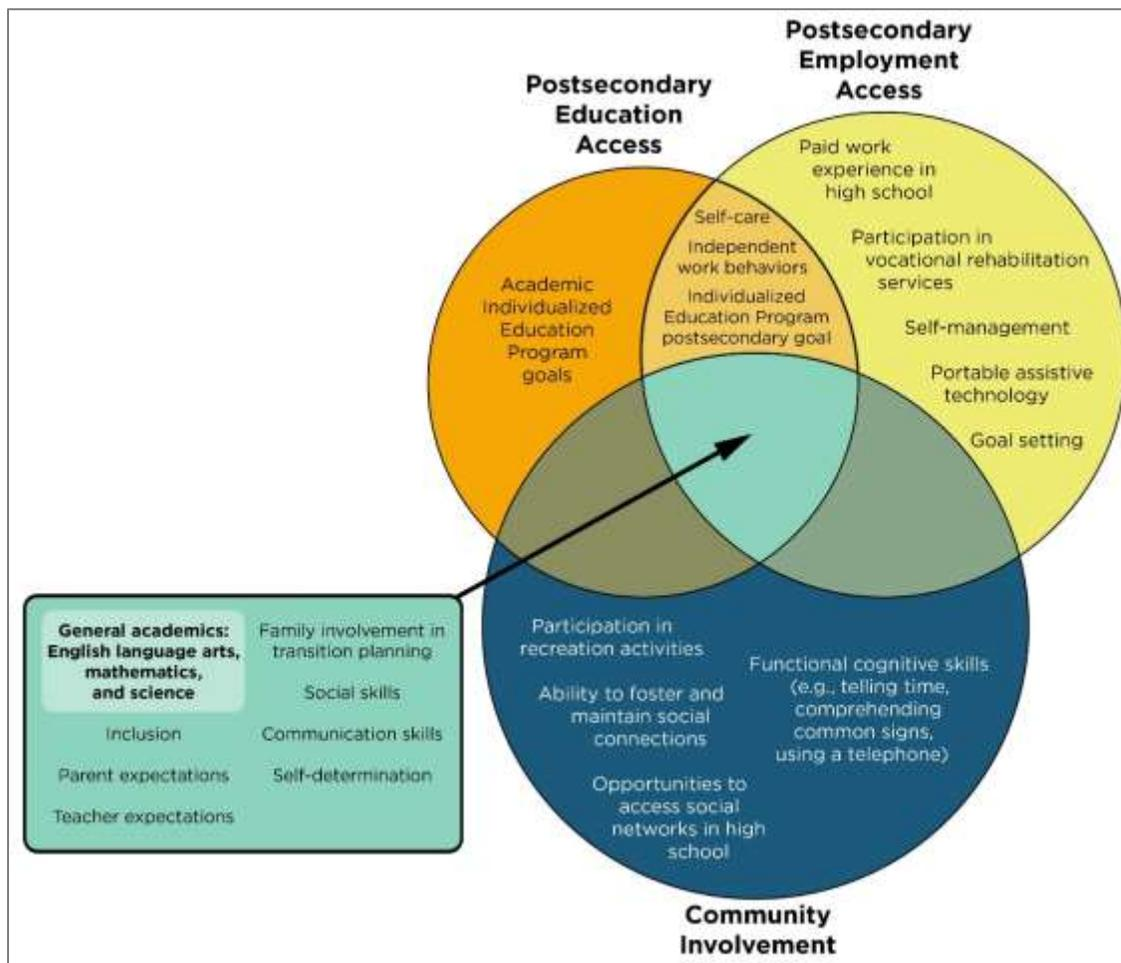 Postsecondary
Employment
Access
Postsecondary
Education
Access
Paid work
experience in
high school
Participation in
vocational rehabilitation
services
Self-management
Portable assistive
technology
Goal setting
Self-care
Independent
work behaviors
Individualized
Education Program
postsecondary goal
Academic
Individualized
Education
Program
goals
General academics:
English language arts,
mathematics,
and science
Inclusion
Parent expectations
Teacher expectations
Family involvement in
transition planning
Social skills
Communication skills
Self-determination
Participation in
recreation activities
Ability to foster and
maintain social
connections
Opportunities to
access social
networks in high
school
Functional cognitive skills
(e.g., telling time,
comprehending
common signs,
using a telephone)
Community
Involvement